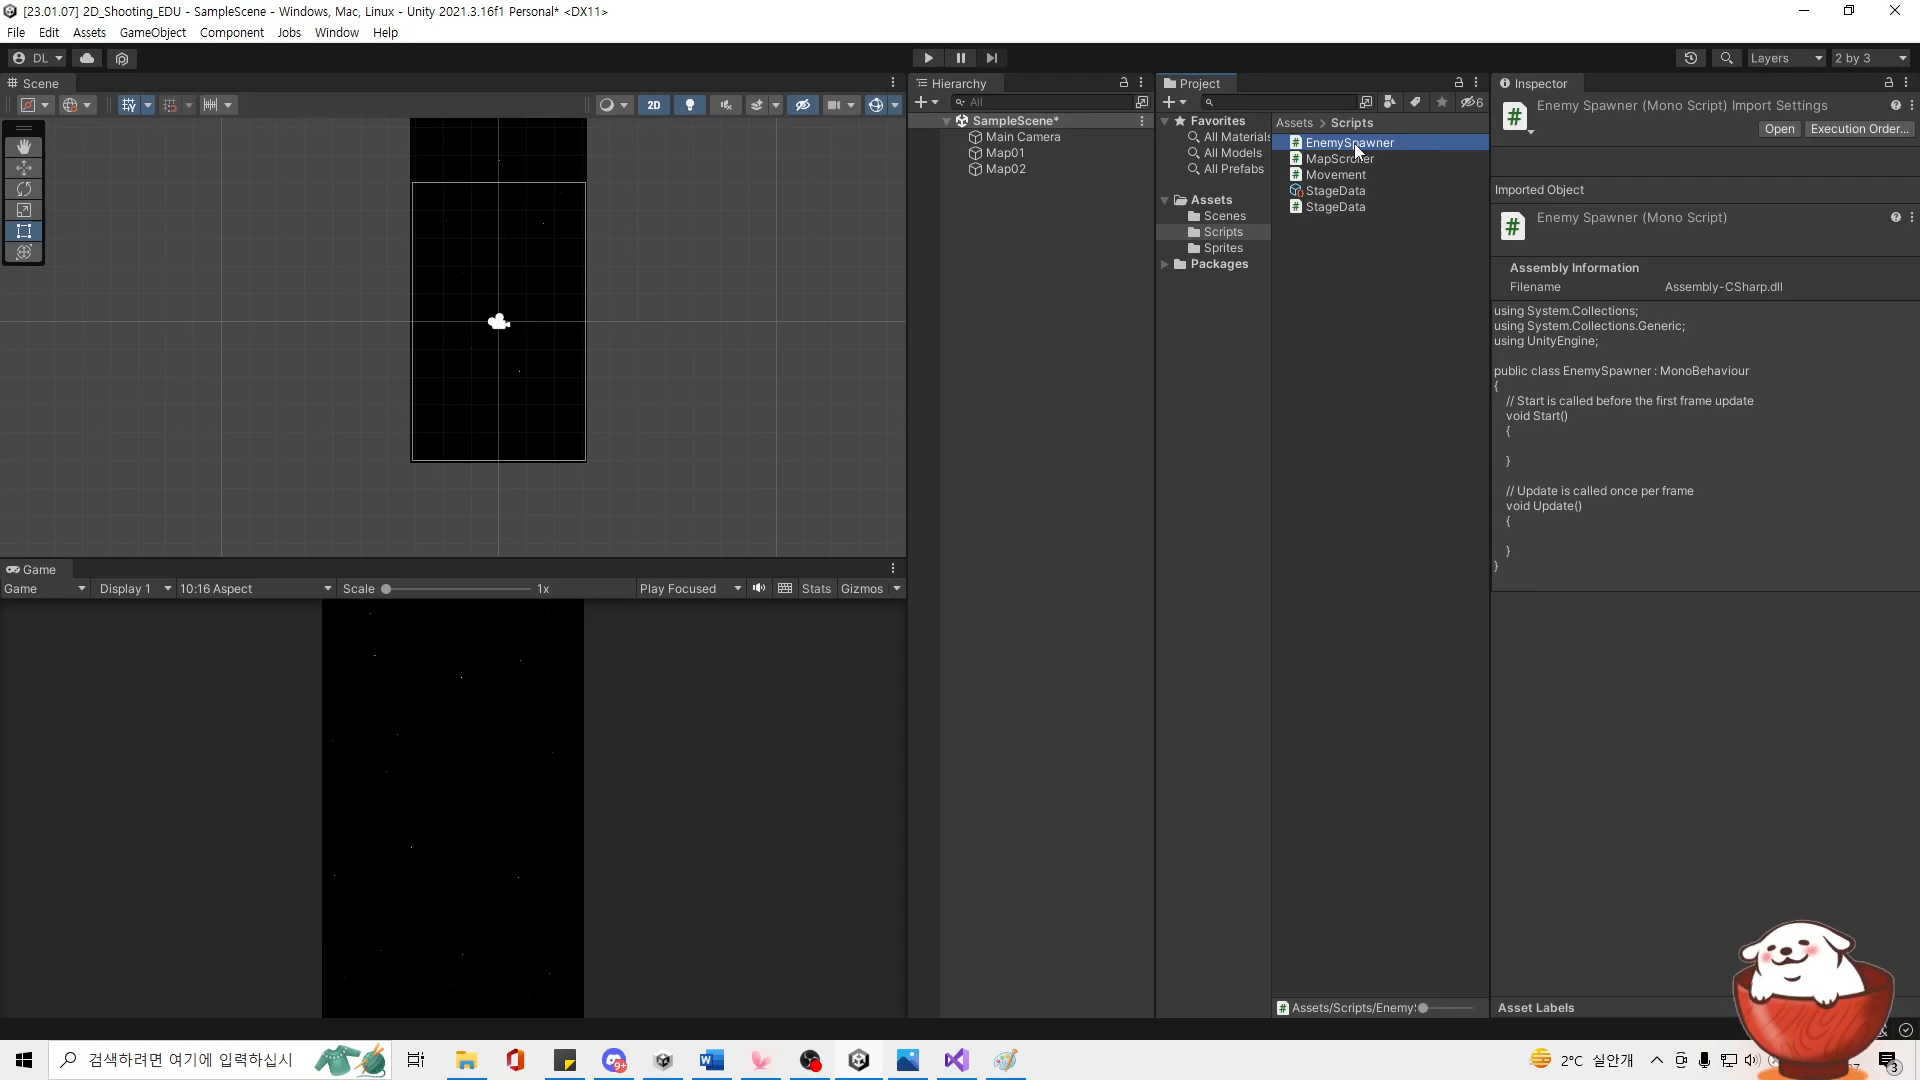 [23.01.07] 2D_Shooting_EDU - SampleScene - Windows, Mac, Linux - Unity 2021.3.16f1 Personal* <DX11>
File Edit Assets GameObject Component Jobs Window Help
DL Layers 2 by 3
Scene
2D
Hierarchy
All
SampleScene*
Main Camera
Map01
Map02
Project
6
Favorites
All Materials
All Models
All Prefabs
Assets
Scenes
Scripts
Sprites
Packages
Assets > Scripts
EnemySpawner
MapScroller
Movement
StageData
StageData
Assets/Scripts/Enemy
Inspector
Enemy Spawner (Mono Script) Import Settings
Open Execution Order...
Imported Object
Enemy Spawner (Mono Script)
Assembly Information
Filename Assembly-CSharp.dll
using System.Collections;
using System.Collections.Generic;
using UnityEngine;
public class EnemySpawner : MonoBehaviour
{
// Start is called before the first frame update
void Start()
{
}
// Update is called once per frame
void Update()
{
}
}
Asset Labels
Game
Game Display 1 10:16 Aspect Scale 1x Play Focused Stats Gizmos
검색하려면 여기에 입력하십시
9+
2°C 실안개
3